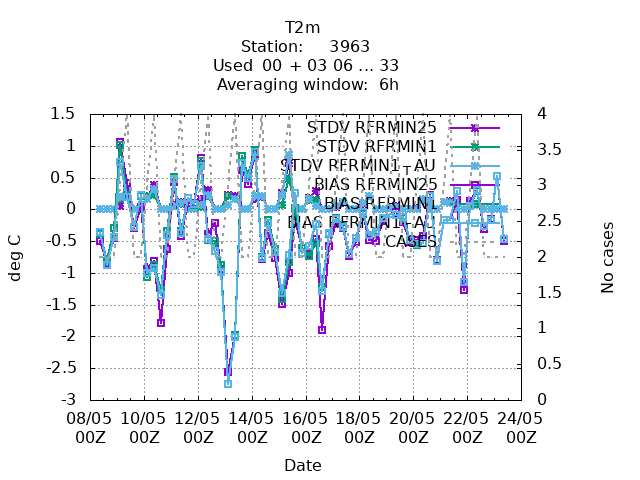 T2m
Station: 3963
Used 00 + 03 06 ... 33
Averaging window: 6h
STDV RFRMIN25
STDV RFRMIN1
STDV RFRMIN1-AU
BIAS RFRMIN25
BIAS RFRMIN1
BIAS RFRMIN1-AU
CASES
1.5
1
0.5
0
-0.5
-1
-1.5
-2
-2.5
-3
deg C
4
3.5
3
2.5
2
1.5
1
0.5
0
No cases
08/05 10/05 12/05 14/05 16/05 18/05 20/05 22/05 24/05
00Z 00Z 00Z 00Z 00Z 00Z 00Z 00Z 00Z
Date